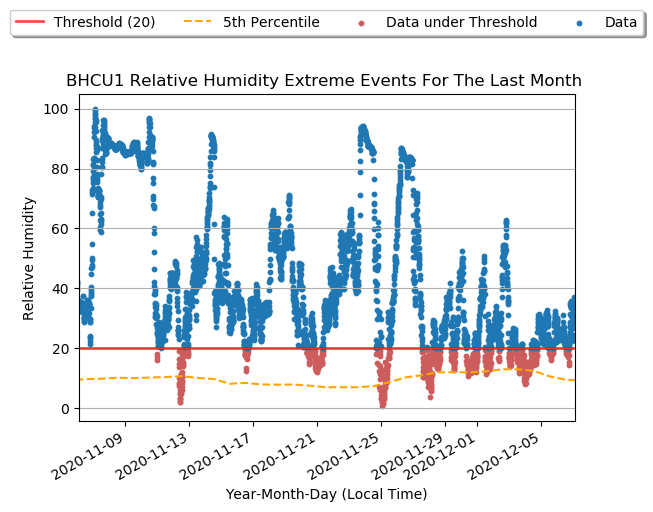 Threshold (20) 5th Percentile Data under Threshold Data
BHCU1 Relative Humidity Extreme Events For The Last Month
Relative Humidity
100
80
60
40
20
0
2020-11-09 2020-11-13 2020-11-17 2020-11-21 2020-11-25 2020-11-29 2020-12-01 2020-12-05
Year-Month-Day (Local Time)